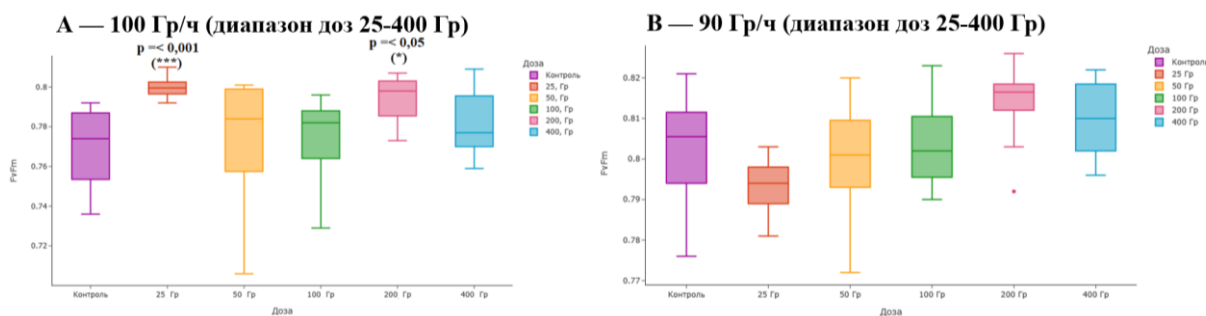 A — 100 Гр/ч (диапазон доз 25-400 Гр)
p =< 0,001
(***)
p =< 0,05
(*)
0.8
0.78
0.76
0.74
0.72
FvFm
Контроль
25 Гр
50 Гр
100 Гр
200 Гр
400 Гр
Доза
Доза
Контроль
25, Гр
50, Гр
100, Гр
200, Гр
400, Гр
B — 90 Гр/ч (диапазон доз 25-400 Гр)
0.82
0.81
0.8
0.79
0.78
0.77
FvFm
Контроль
25 Гр
50 Гр
100 Гр
200 Гр
400 Гр
Доза
Доза
Контроль
25 Гр
50 Гр
100 Гр
200 Гр
400 Гр